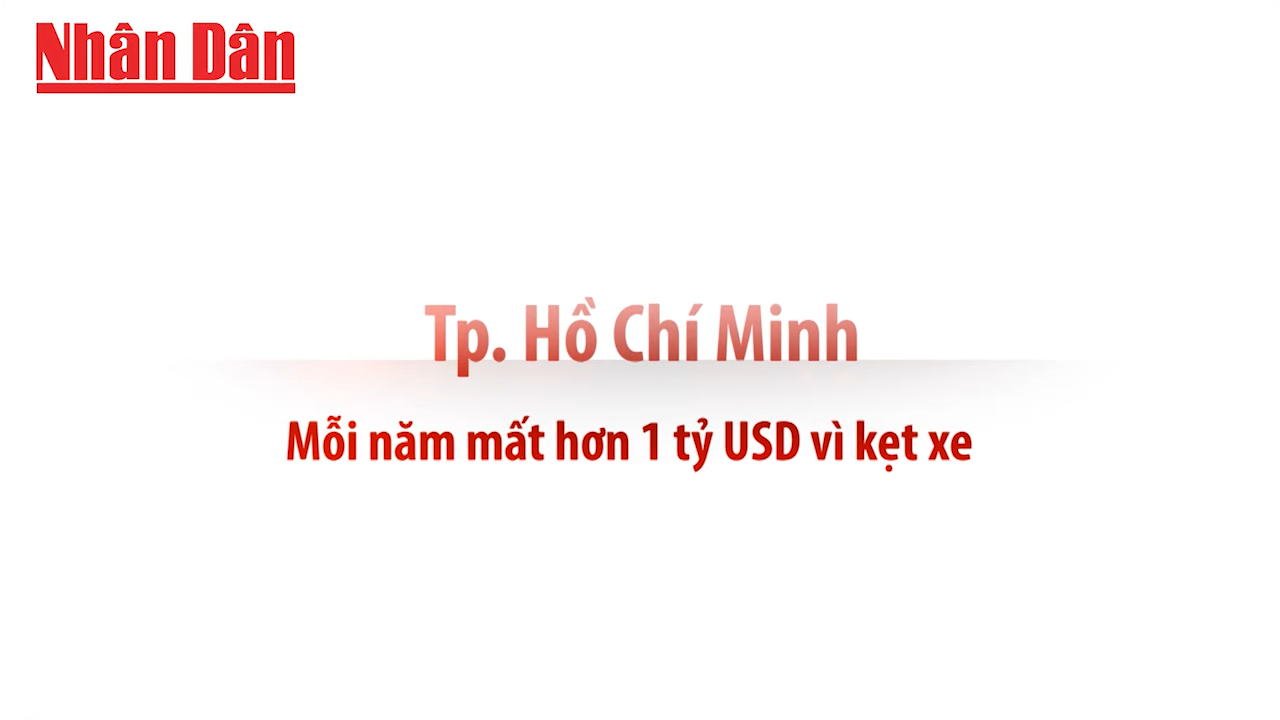 Nhân Dân
Tp. Hồ Chí Minh
Mỗi năm mất hơn 1 tỷ USD vì kẹt xe